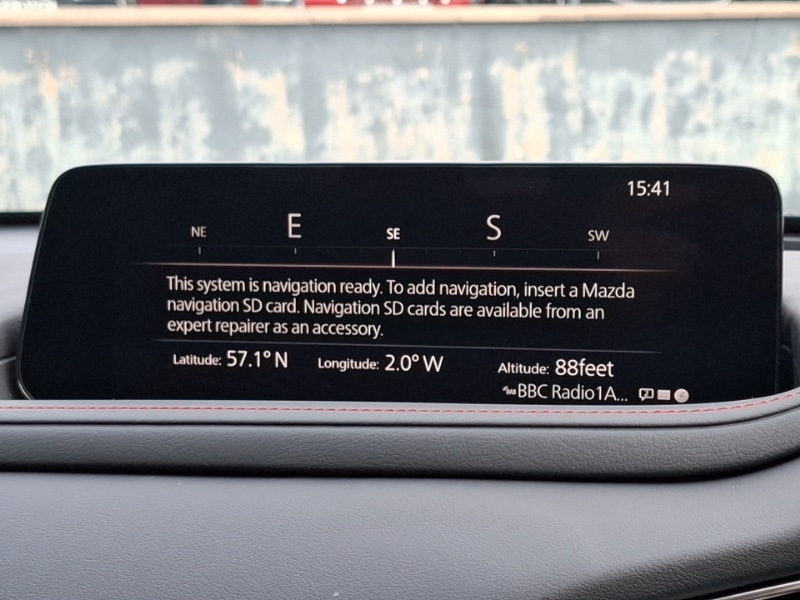 15:41
NE E SE S SW
This system is navigation ready. To add navigation, insert a Mazda
navigation SD card. Navigation SD cards are available from an
expert repairer as an accessory.
Latitude: 57.1° N Longitude: 2.0° W Altitude: 88feet
BBC Radio1A...